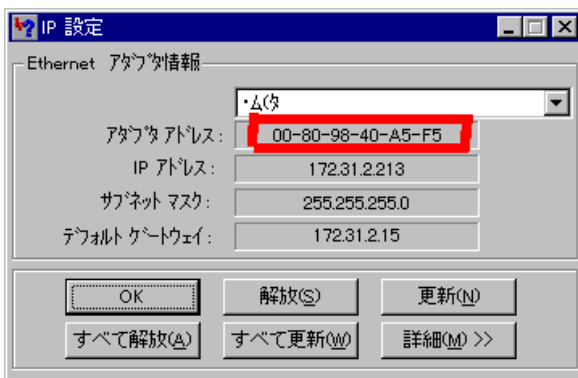 IP 設定
Ethernet ｱﾀﾞﾌﾟﾀ情報
･ﾑ(ﾀ
ｱﾀﾞﾌﾟﾀ ｱﾄﾞﾚｽ : 00-80-98-40-A5-F5
IP ｱﾄﾞﾚｽ : 172.31.2.213
ｻﾌﾞﾈｯﾄ ﾏｽｸ : 255.255.255.0
ﾃﾞﾌｫﾙﾄ ｹﾞｰﾄｳｪｲ : 172.31.2.15
OK 解放(S) 更新(N)
すべて解放(A) すべて更新(W) 詳細(M) >>